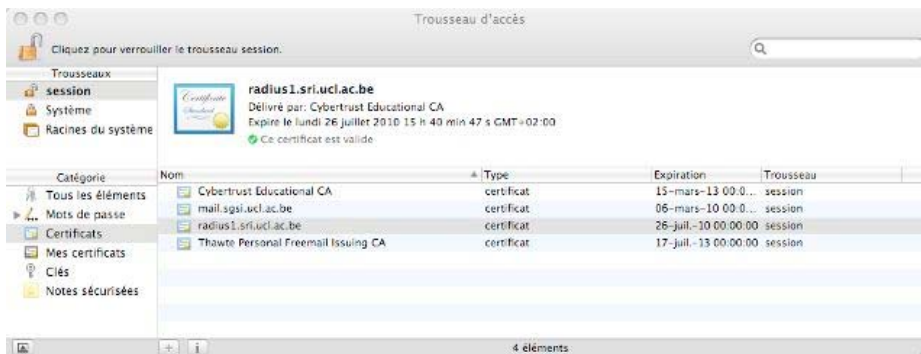 Trousseau d'accès
Cliquez pour verrouiller le trousseau session.
Trousseaux
session
Système
Racines du système
Certificate
Standard
radius1.sri.ucl.ac.be
Délivré par: Cybertrust Educational CA
Expire le lundi 26 juillet 2010 15 h 40 min 47 s GMT+02:00
Ce certificat est valide
Catégorie
Tous les éléments
Mots de passe
Certificats
Mes certificats
Clés
Notes sécurisées
Nom Type Expiration Trousseau
Cybertrust Educational CA certificat 15-mars-13 00:0... session
mail.sgsi.ucl.ac.be certificat 06-mars-10 00:0... session
radius1.sri.ucl.ac.be certificat 26-juil.-10 00:00:00 session
Thawte Personal Freemail Issuing CA certificat 17-juil.-13 00:00:00 session
4 éléments